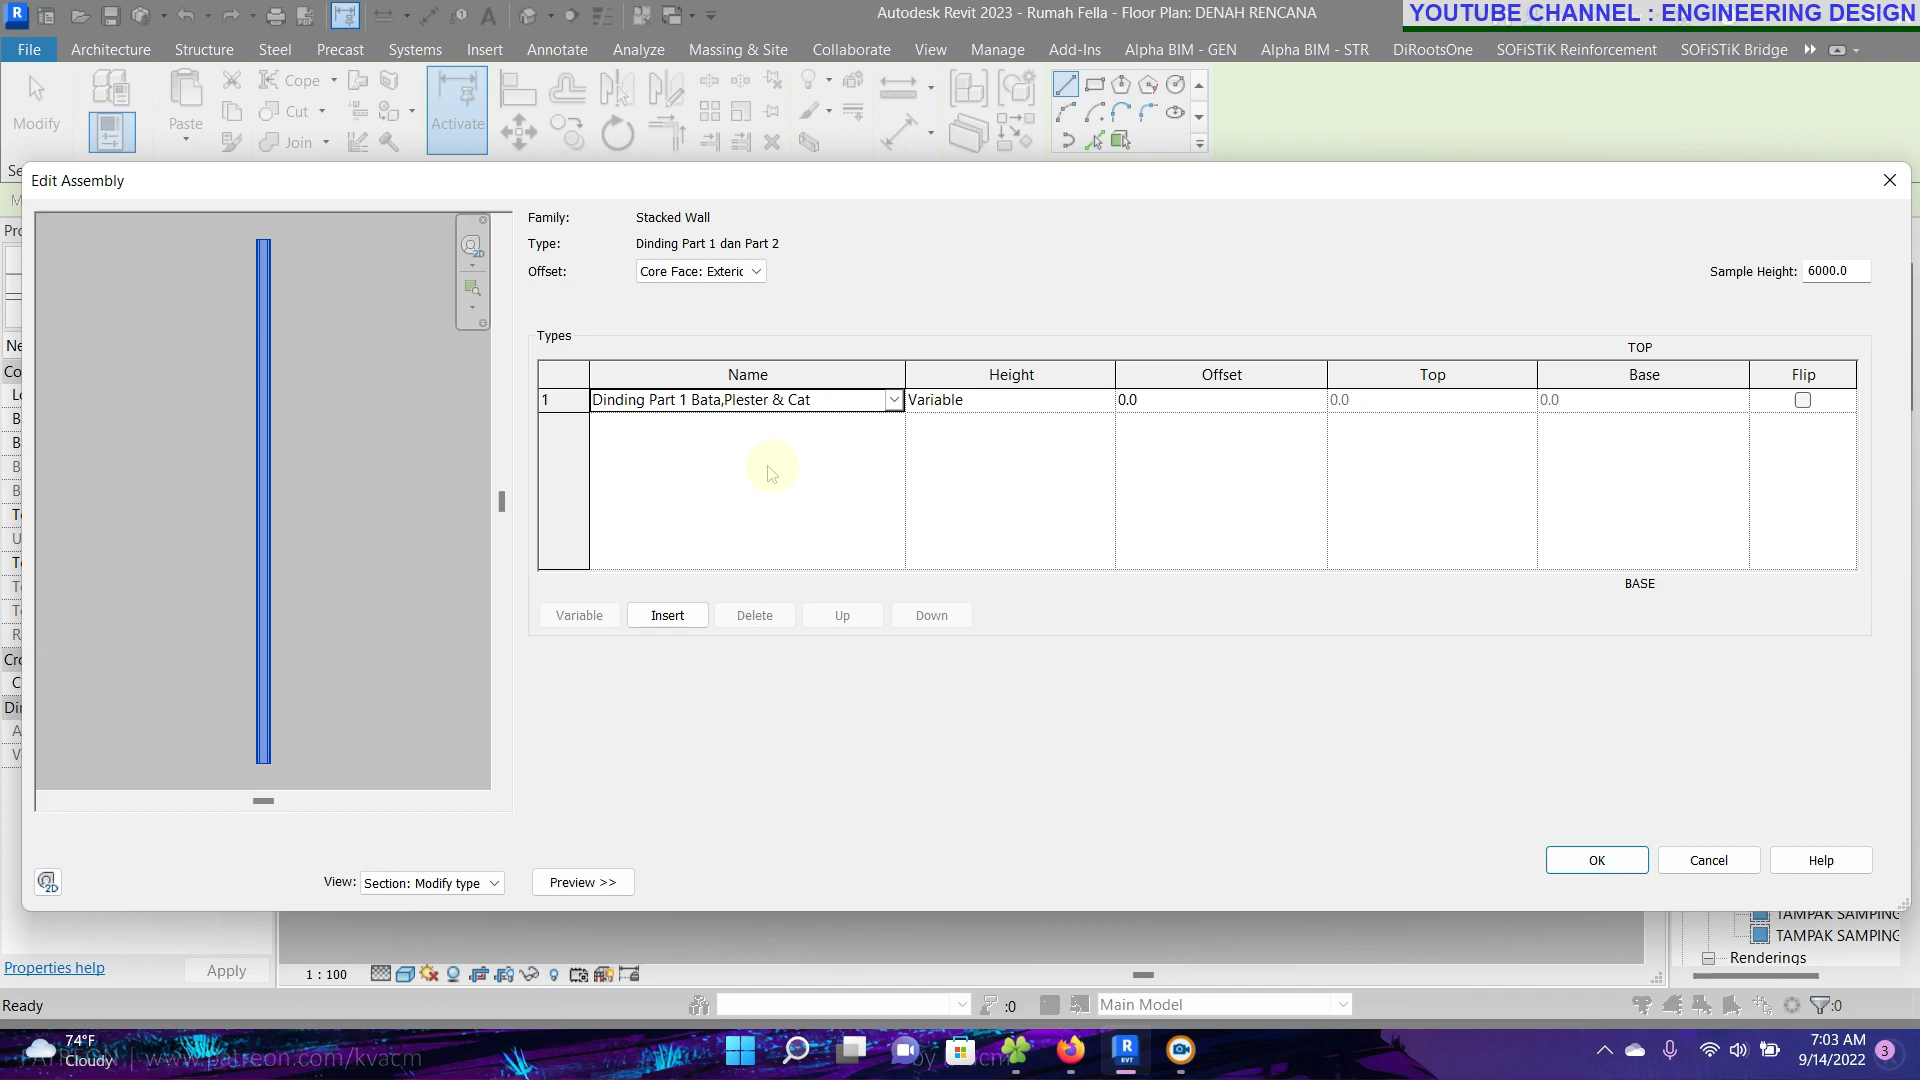 Autodesk Revit 2023 - Rumah Fella - Floor Plan: DENAH RENCANA
YOUTUBE CHANNEL : ENGINEERING DESIGN
File Architecture Structure Steel Precast Systems Insert Annotate Analyze Massing & Site Collaborate View Manage Add-Ins Alpha BIM - GEN Alpha BIM - STR DiRootsOne SOFiSTiK Reinforcement SOFiSTiK Bridge
Modify Paste Cope Cut Join Activate
Edit Assembly
Family: Stacked Wall
Type: Dinding Part 1 dan Part 2
Offset: Core Face: Exteric
Sample Height: 6000.0
Types
TOP
Name Height Offset Top Base Flip
1 Dinding Part 1 Bata,Plester & Cat Variable 0.0 0.0 0.0
BASE
Variable Insert Delete Up Down
OK Cancel Help
View: Section: Modify type Preview >>
TAMPAK SAMPING
TAMPAK SAMPING
Renderings
Properties help Apply
1 : 100
Ready
:0
Main Model
:0
74°F
Cloudy
www.patreon.com/kvacm
7:03 AM
9/14/2022
3